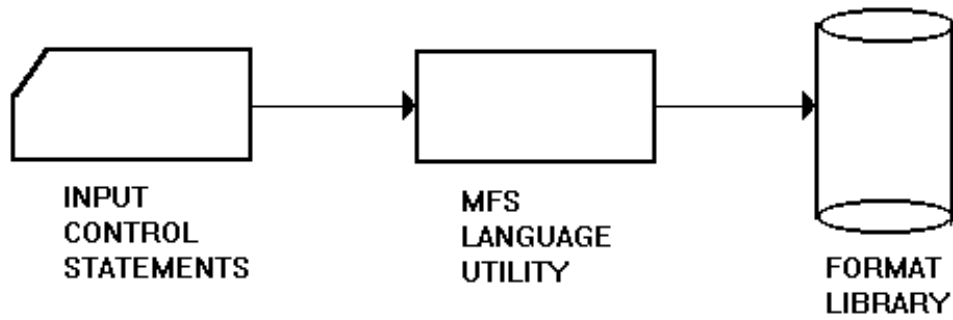 INPUT
CONTROL
STATEMENTS
MFS
LANGUAGE
UTILITY
FORMAT
LIBRARY